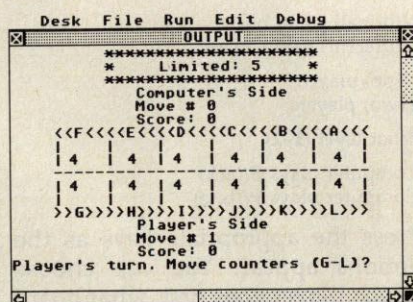 Desk File Run Edit Debug
OUTPUT
*********************
* Limited: 5 *
*********************
Computer's Side
Move # 0
Score: 0
<<F<<<<E<<<<D<<<<C<<<<B<<<<A<<<
| 4 | 4 | 4 | 4 | 4 | 4 |
--------------------------------
| 4 | 4 | 4 | 4 | 4 | 4 |
>>G>>>>H>>>>I>>>>J>>>>K>>>>L>>>
Player's Side
Move # 1
Score: 0
Player's turn. Move counters (G-L)?